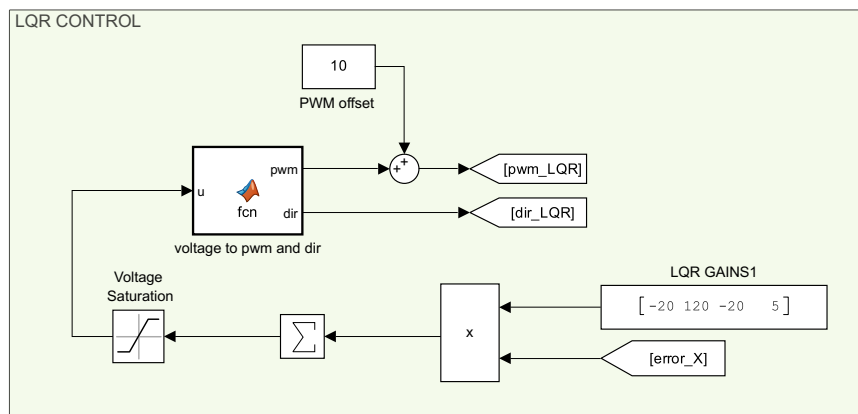 LQR CONTROL
10
PWM offset
pwm
[pwm_LQR]
u
fcn
dir
[dir_LQR]
voltage to pwm and dir
Voltage
Saturation
LQR GAINS1
[-20 120 -20 5]
x
[error_X]